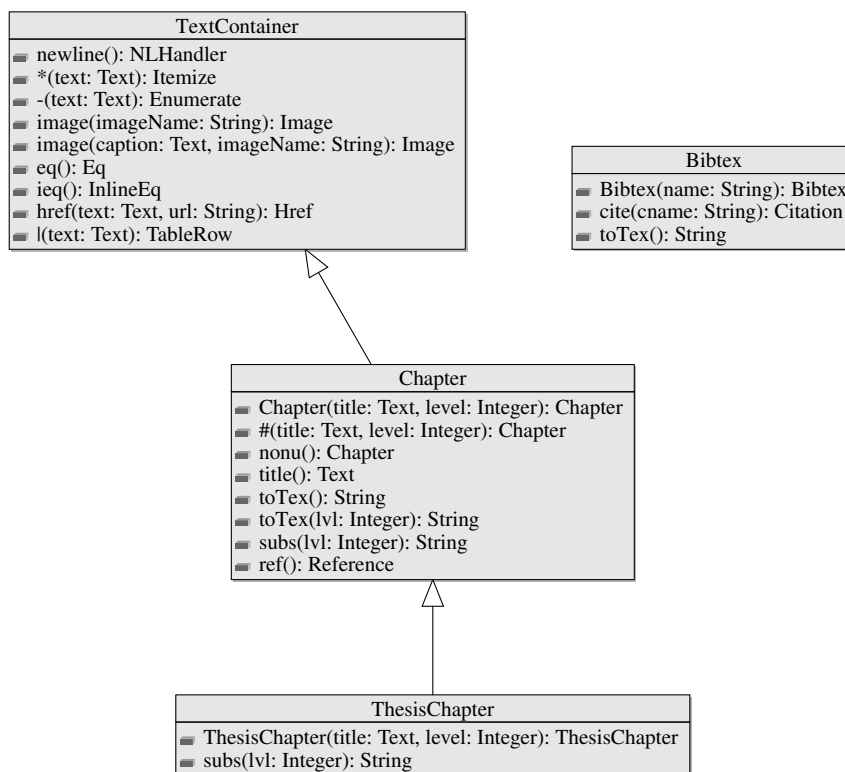 TextContainer
newline(): NLHandler
*(text: Text): Itemize
-(text: Text): Enumerate
image(imageName: String): Image
image(caption: Text, imageName: String): Image
eq(): Eq
ieq(): InlineEq
href(text: Text, url: String): Href
|(text: Text): TableRow
Bibtex
Bibtex(name: String): Bibtex
cite(cname: String): Citation
toTex(): String
Chapter
Chapter(title: Text, level: Integer): Chapter
#(title: Text, level: Integer): Chapter
nonu(): Chapter
title(): Text
toTex(): String
toTex(lvl: Integer): String
subs(lvl: Integer): String
ref(): Reference
ThesisChapter
ThesisChapter(title: Text, level: Integer): ThesisChapter
subs(lvl: Integer): String